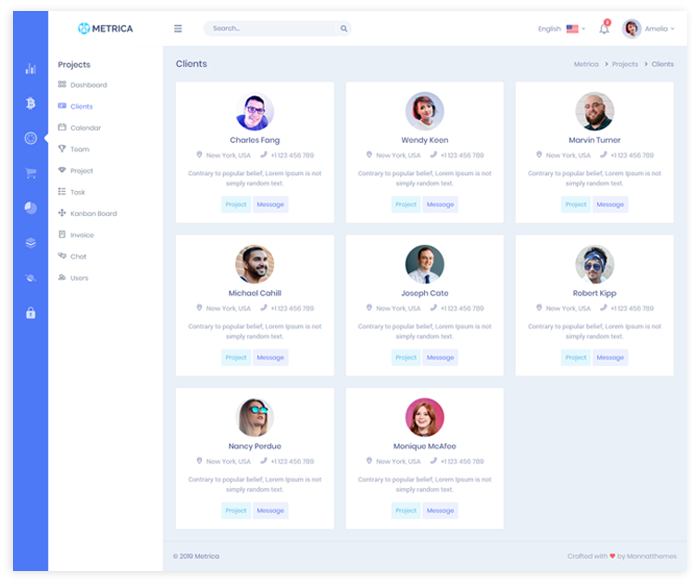 METRICA
Search...
English
2
Amelia
Projects
Dashboard
Clients
Calendar
Team
Project
Task
Kanban Board
Invoice
Chat
Users
Clients
Metrica > Projects > Clients
Charles Fang
New York, USA +1 123 456 789
Contrary to popular belief, Lorem Ipsum is not
simply random text.
Project Message
Wendy Keen
New York, USA +1 123 456 789
Contrary to popular belief, Lorem Ipsum is not
simply random text.
Project Message
Marvin Turner
New York, USA +1 123 456 789
Contrary to popular belief, Lorem Ipsum is not
simply random text.
Project Message
Michael Cahill
New York, USA +1 123 456 789
Contrary to popular belief, Lorem Ipsum is not
simply random text.
Project Message
Joseph Cate
New York, USA +1 123 456 789
Contrary to popular belief, Lorem Ipsum is not
simply random text.
Project Message
Robert Kipp
New York, USA +1 123 456 789
Contrary to popular belief, Lorem Ipsum is not
simply random text.
Project Message
Nancy Perdue
New York, USA +1 123 456 789
Contrary to popular belief, Lorem Ipsum is not
simply random text.
Project Message
Monique McAfee
New York, USA +1 123 456 789
Contrary to popular belief, Lorem Ipsum is not
simply random text.
Project Message
© 2019 Metrica
Crafted with ❤ by Mannatthemes